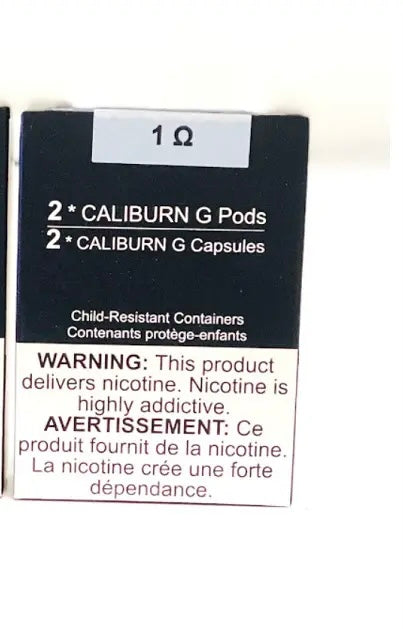 1 Ω
2 * CALIBURN G Pods
2 * CALIBURN G Capsules
Child-Resistant Containers
Contenants protège-enfants
WARNING: This product
delivers nicotine. Nicotine is
highly addictive.
AVERTISSEMENT: Ce
produit fournit de la nicotine.
La nicotine crée une forte
dépendance.